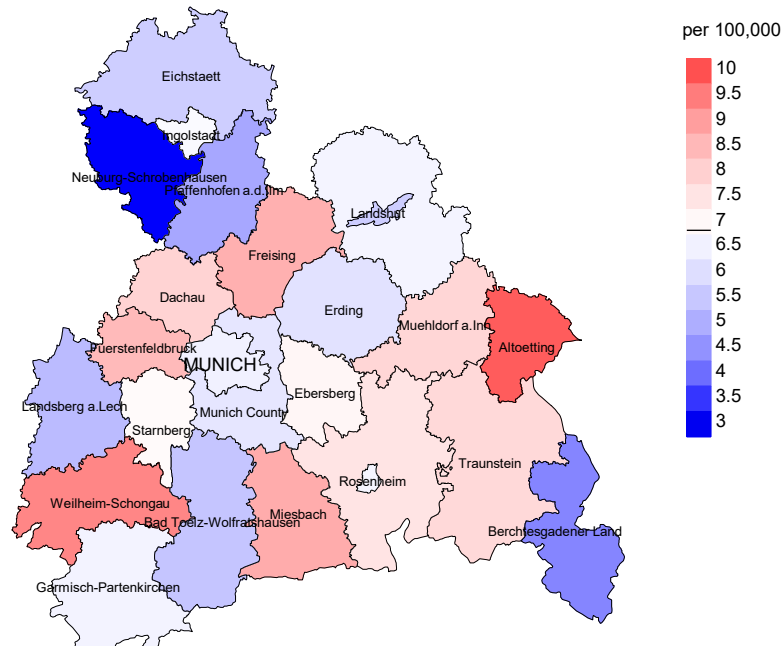 per 100,000
10
9.5
9
8.5
8
7.5
7
6.5
6
5.5
5
4.5
4
3.5
3
Eichstaett
Ingolstadt
Neuburg-Schrobenhausen
Pfaffenhofen a.d.Ilm
Landshst
Freising
Dachau
Erding
Muehldorf a.Inn
Altoetting
Fuerstenfeldbruck
MUNICH
Ebersberg
Landsberg a.Lech
Munich County
Starnberg
Traunstein
Rosenheim
Weilheim-Schongau
Miesbach
Bad Toelz-Wolfratshausen
Berchtesgadener Land
Garmisch-Partenkirchen